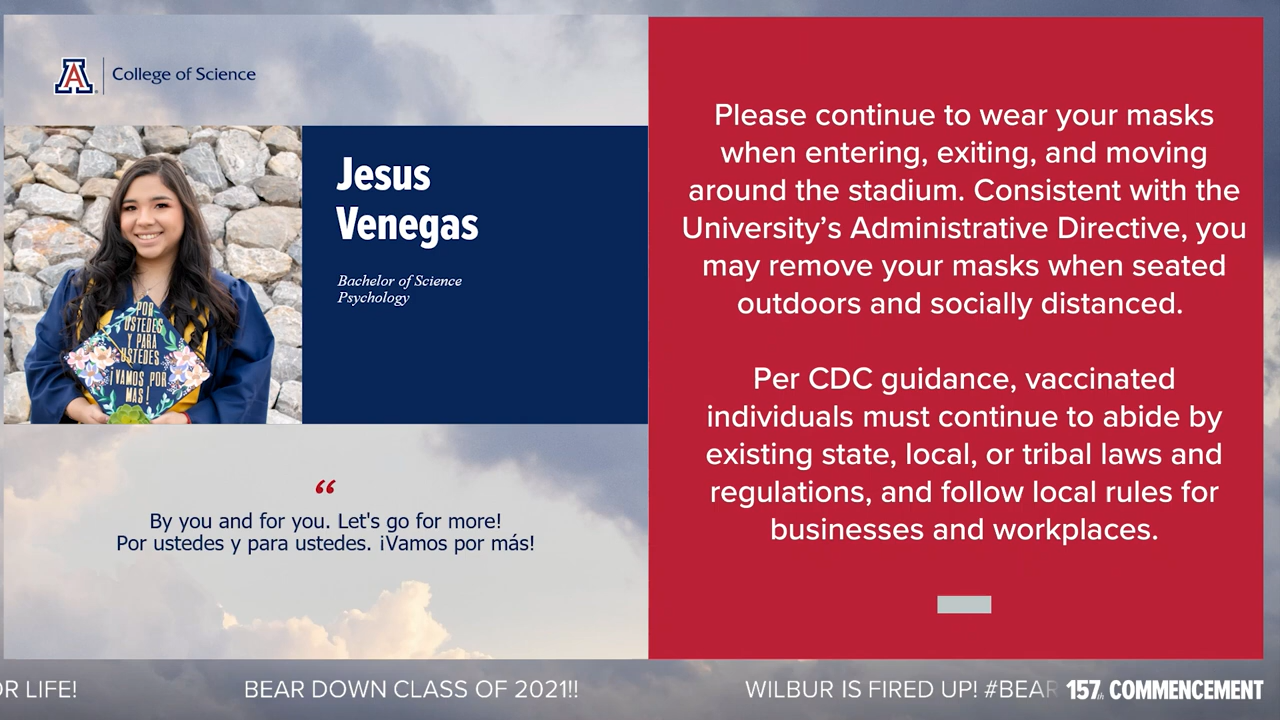 A
College of Science
Jesus
Venegas
Bachelor of Science
Psychology
POR
USTEDES
Y PARA
USTEDES.
¡VAMOS POR
MÁS!
“
By you and for you. Let's go for more!
Por ustedes y para ustedes. ¡Vamos por más!
Please continue to wear your masks
when entering, exiting, and moving
around the stadium. Consistent with the
University’s Administrative Directive, you
may remove your masks when seated
outdoors and socially distanced.
Per CDC guidance, vaccinated
individuals must continue to abide by
existing state, local, or tribal laws and
regulations, and follow local rules for
businesses and workplaces.
OR LIFE!
BEAR DOWN CLASS OF 2021!!
WILBUR IS FIRED UP! #BEAR
157th COMMENCEMENT